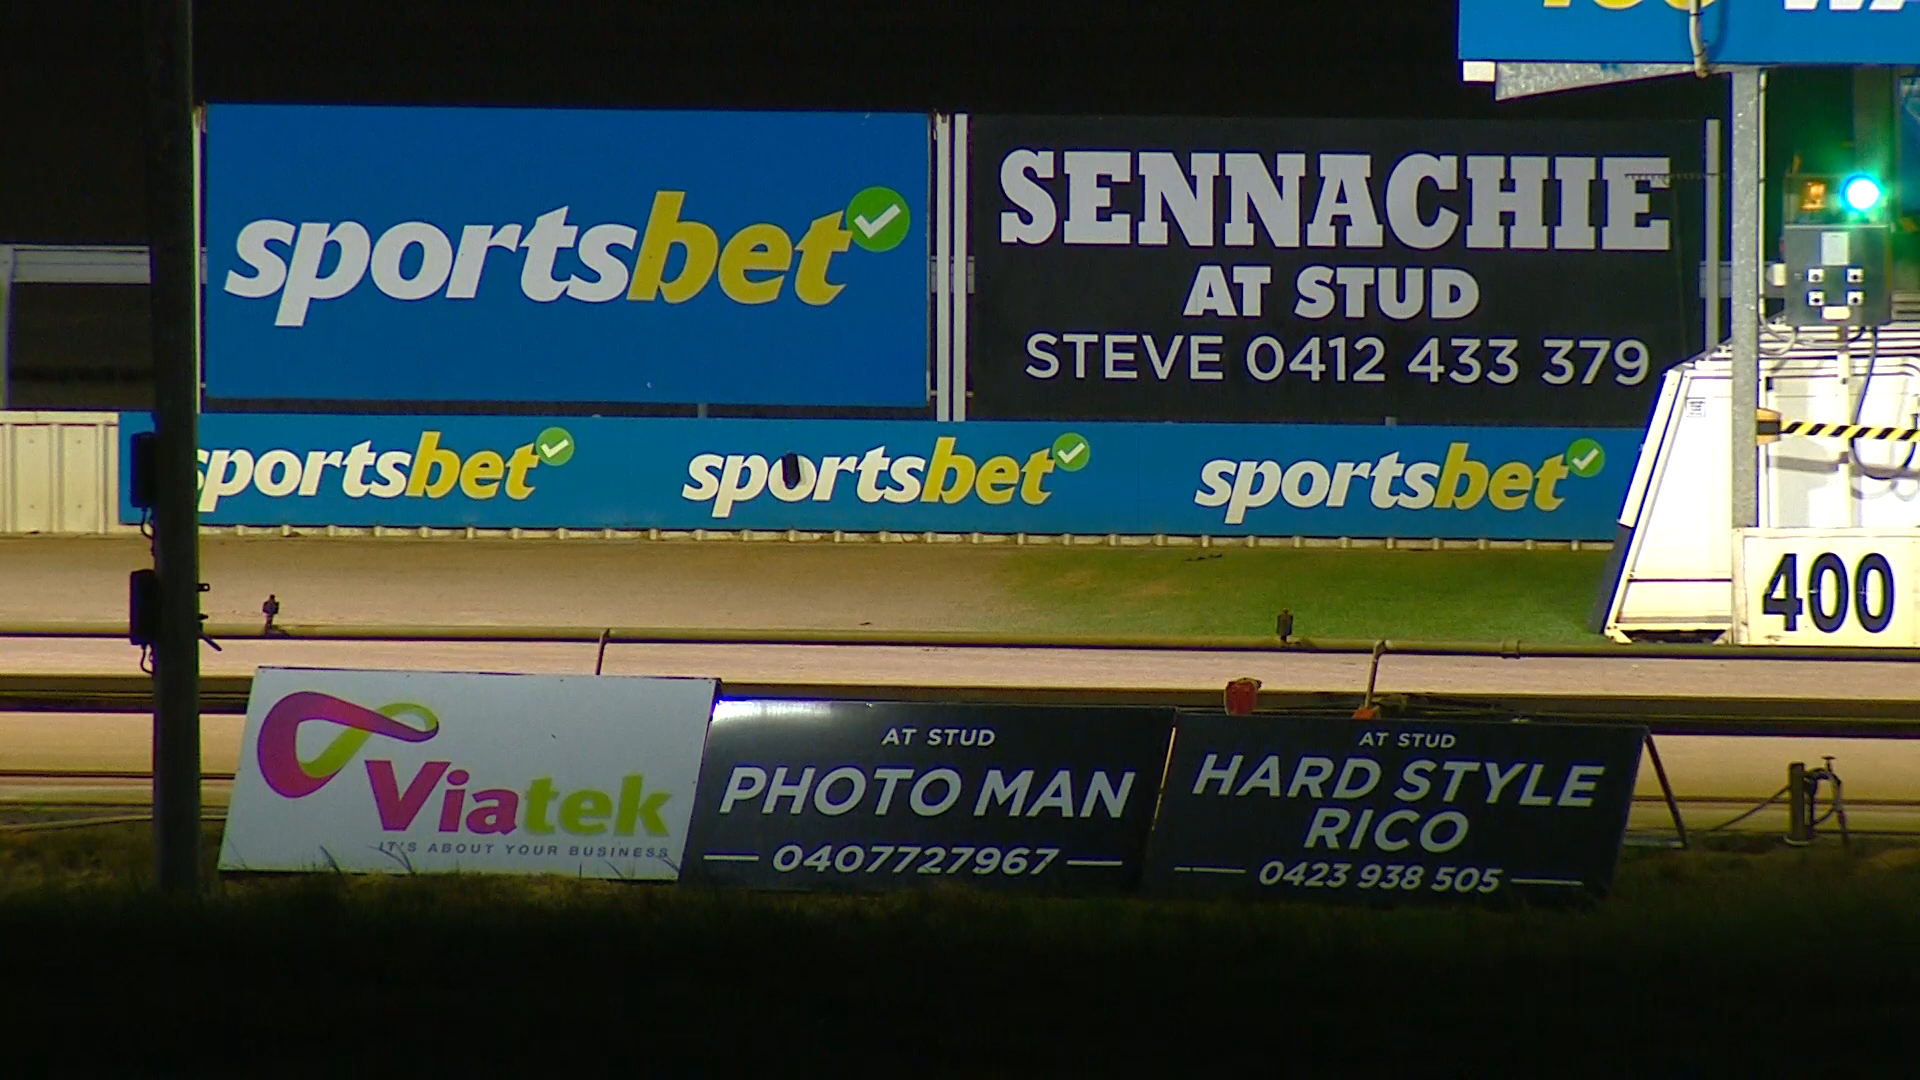 sportsbet
SENNACHIE
AT STUD
STEVE 0412 433 379
sportsbet
sportsbet
sportsbet
400
Viatek
IT'S ABOUT YOUR BUSINESS
AT STUD
PHOTO MAN
0407727967
AT STUD
HARD STYLE
RICO
0423 938 505